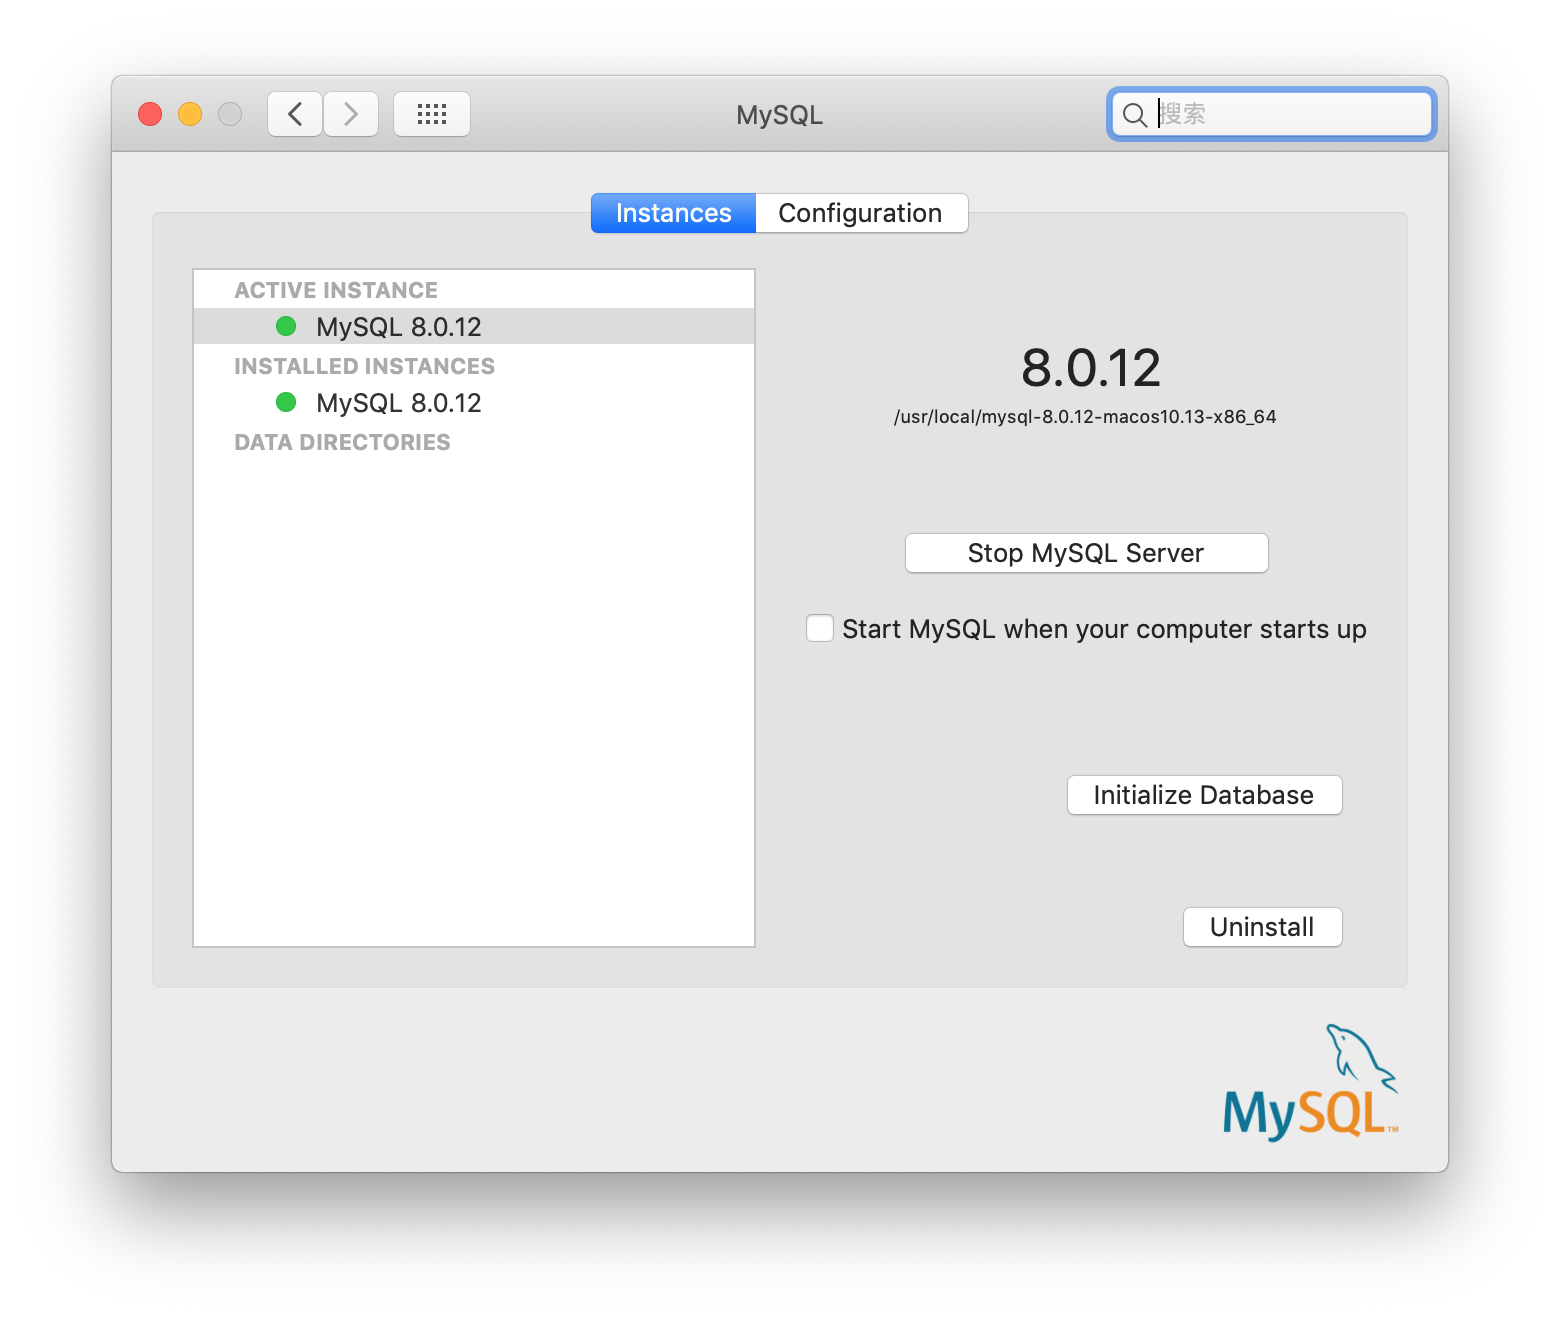 MySQL
搜索
Instances
Configuration
ACTIVE INSTANCE
MySQL 8.0.12
INSTALLED INSTANCES
MySQL 8.0.12
DATA DIRECTORIES
8.0.12
/usr/local/mysql-8.0.12-macos10.13-x86_64
Stop MySQL Server
Start MySQL when your computer starts up
Initialize Database
Uninstall
MySQL™